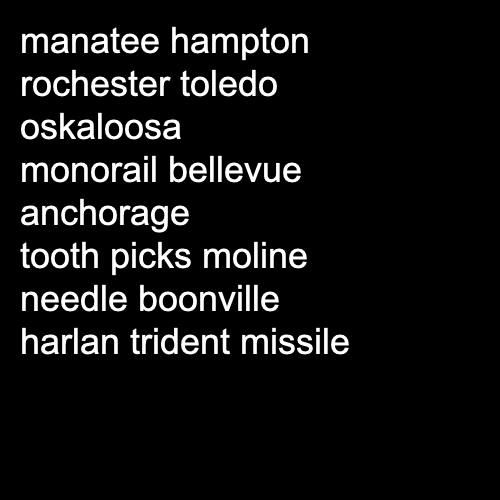 manatee hampton
rochester toledo
oskaloosa
monorail bellevue
anchorage
tooth picks moline
needle boonville
harlan trident missile